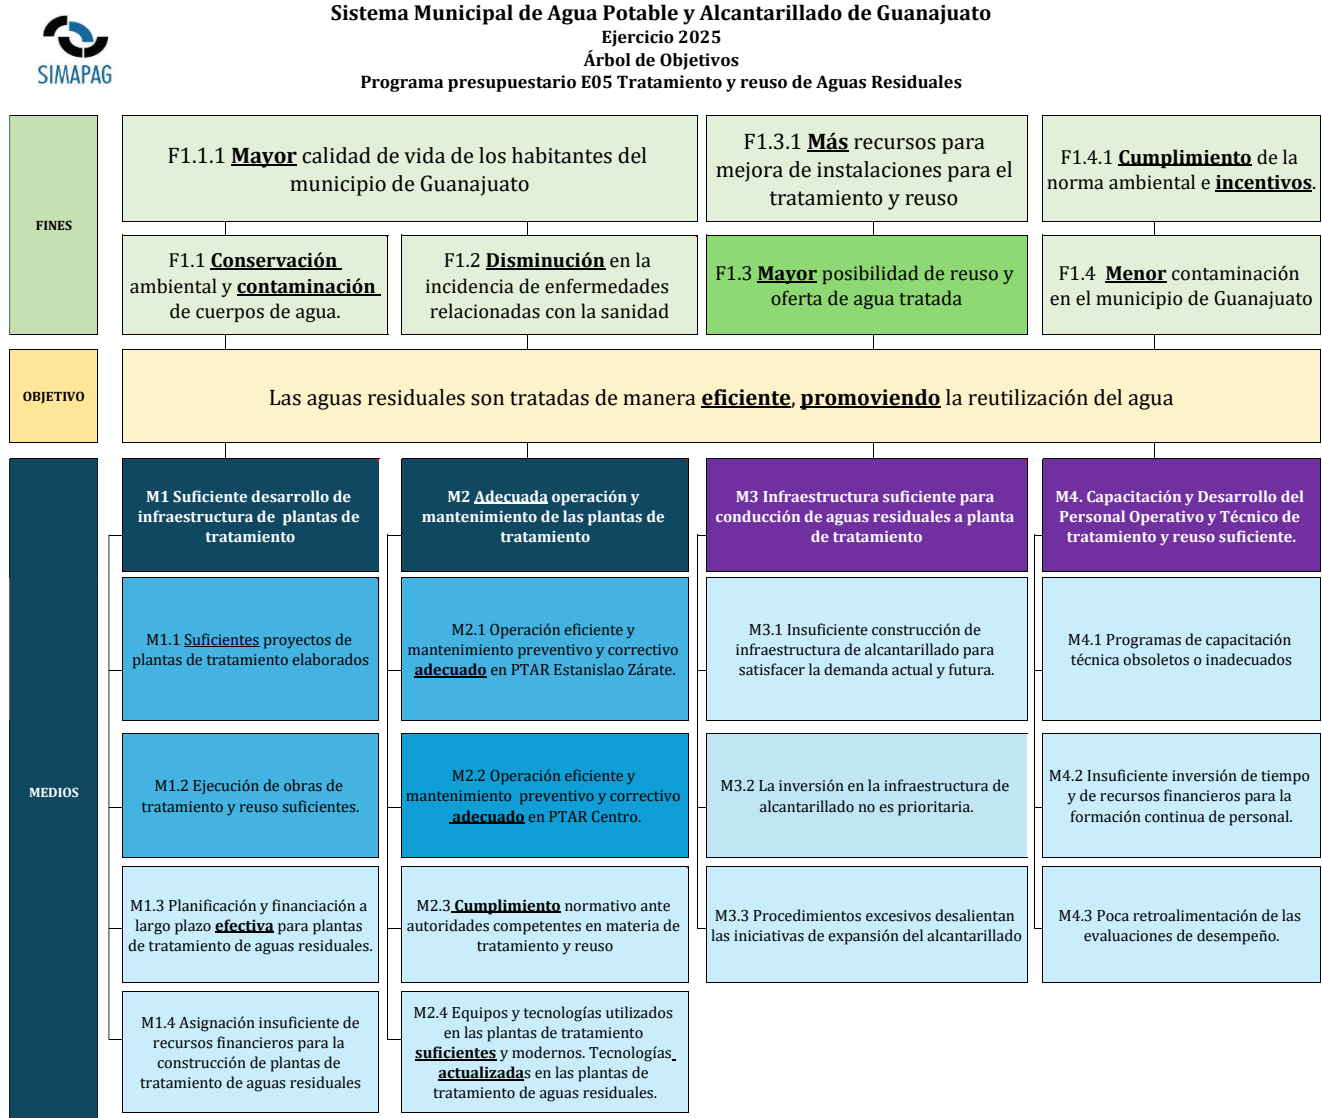 Sistema Municipal de Agua Potable y Alcantarillado de Guanajuato
Ejercicio 2025
Árbol de Objetivos
Programa presupuestario E05 Tratamiento y reuso de Aguas Residuales
SIMAPAG
FINES
F1.1.1 Mayor calidad de vida de los habitantes del
municipio de Guanajuato
F1.3.1 Más recursos para
mejora de instalaciones para el
tratamiento y reuso
F1.4.1 Cumplimiento de la
norma ambiental e incentivos.
F1.1 Conservación
ambiental y contaminación
de cuerpos de agua.
F1.2 Disminución en la
incidencia de enfermedades
relacionadas con la sanidad
F1.3 Mayor posibilidad de reuso y
oferta de agua tratada
F1.4 Menor contaminación
en el municipio de Guanajuato
OBJETIVO
Las aguas residuales son tratadas de manera eficiente, promoviendo la reutilización del agua
MEDIOS
M1 Suficiente desarrollo de
infraestructura de plantas de
tratamiento
M2 Adecuada operación y
mantenimiento de las plantas de
tratamiento
M3 Infraestructura suficiente para
conducción de aguas residuales a planta
de tratamiento
M4. Capacitación y Desarrollo del
Personal Operativo y Técnico de
tratamiento y reuso suficiente.
M1.1 Suficientes proyectos de
plantas de tratamiento elaborados
M2.1 Operación eficiente y
mantenimiento preventivo y correctivo
adecuado en PTAR Estanislao Zárate.
M3.1 Insuficiente construcción de
infraestructura de alcantarillado para
satisfacer la demanda actual y futura.
M4.1 Programas de capacitación
técnica obsoletos o inadecuados
M1.2 Ejecución de obras de
tratamiento y reuso suficientes.
M2.2 Operación eficiente y
mantenimiento preventivo y correctivo
adecuado en PTAR Centro.
M3.2 La inversión en la infraestructura de
alcantarillado no es prioritaria.
M4.2 Insuficiente inversión de tiempo
y de recursos financieros para la
formación continua de personal.
M1.3 Planificación y financiación a
largo plazo efectiva para plantas
de tratamiento de aguas residuales.
M2.3 Cumplimiento normativo ante
autoridades competentes en materia de
tratamiento y reuso
M3.3 Procedimientos excesivos desalientan
las iniciativas de expansión del alcantarillado
M4.3 Poca retroalimentación de las
evaluaciones de desempeño.
M1.4 Asignación insuficiente de
recursos financieros para la
construcción de plantas de
tratamiento de aguas residuales
M2.4 Equipos y tecnologías utilizados
en las plantas de tratamiento
suficientes y modernos. Tecnologías
actualizadas en las plantas de
tratamiento de aguas residuales.